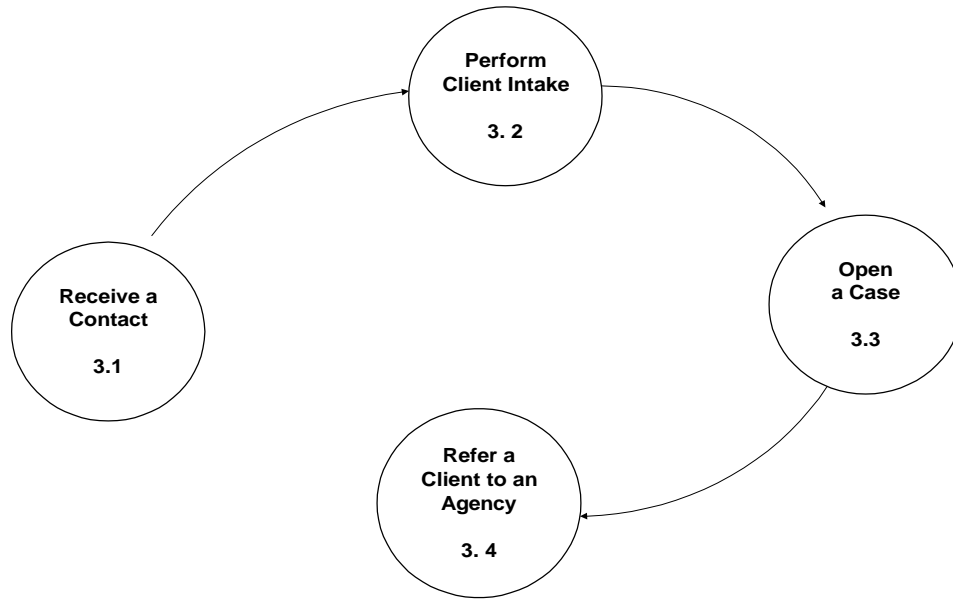 Perform
Client Intake
3. 2
Receive a
Contact
3.1
Open
a Case
3.3
Refer a
Client to an
Agency
3. 4